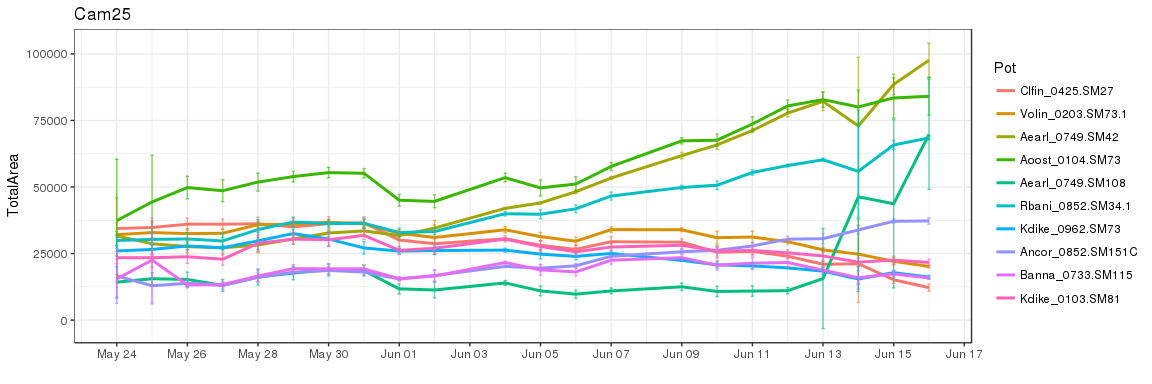 Cam25
TotalArea
100000
75000
50000
25000
0
May 24
May 26
May 28
May 30
Jun 01
Jun 03
Jun 05
Jun 07
Jun 09
Jun 11
Jun 13
Jun 15
Jun 17
Pot
Clfin_0425.SM27
Volin_0203.SM73.1
Aearl_0749.SM42
Aoost_0104.SM73
Aearl_0749.SM108
Rbani_0852.SM34.1
Kdike_0962.SM73
Ancor_0852.SM151C
Banna_0733.SM115
Kdike_0103.SM81